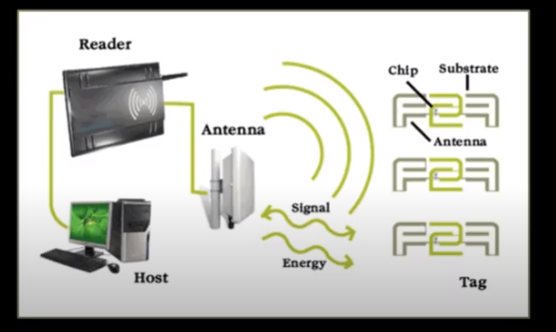 Reader
Chip
Substrate
Antenna
Antenna
Signal
Energy
Host
Tag